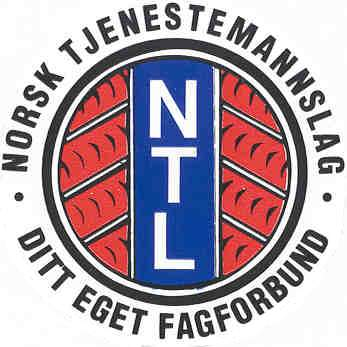 · NORSK TJENESTEMANNSLAG ·
NTL
DITT EGET FAGFORBUND